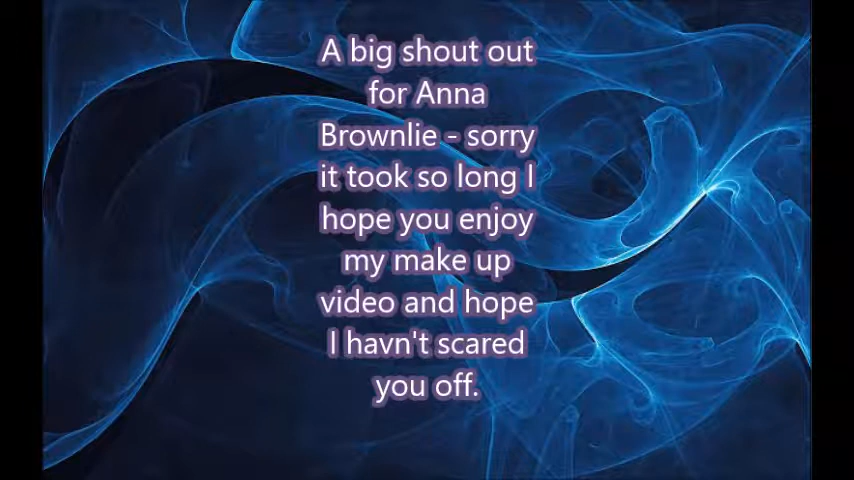 A big shout out
for Anna
Brownlie - sorry
it took so long I
hope you enjoy
my make up
video and hope
I havn't scared
you off.